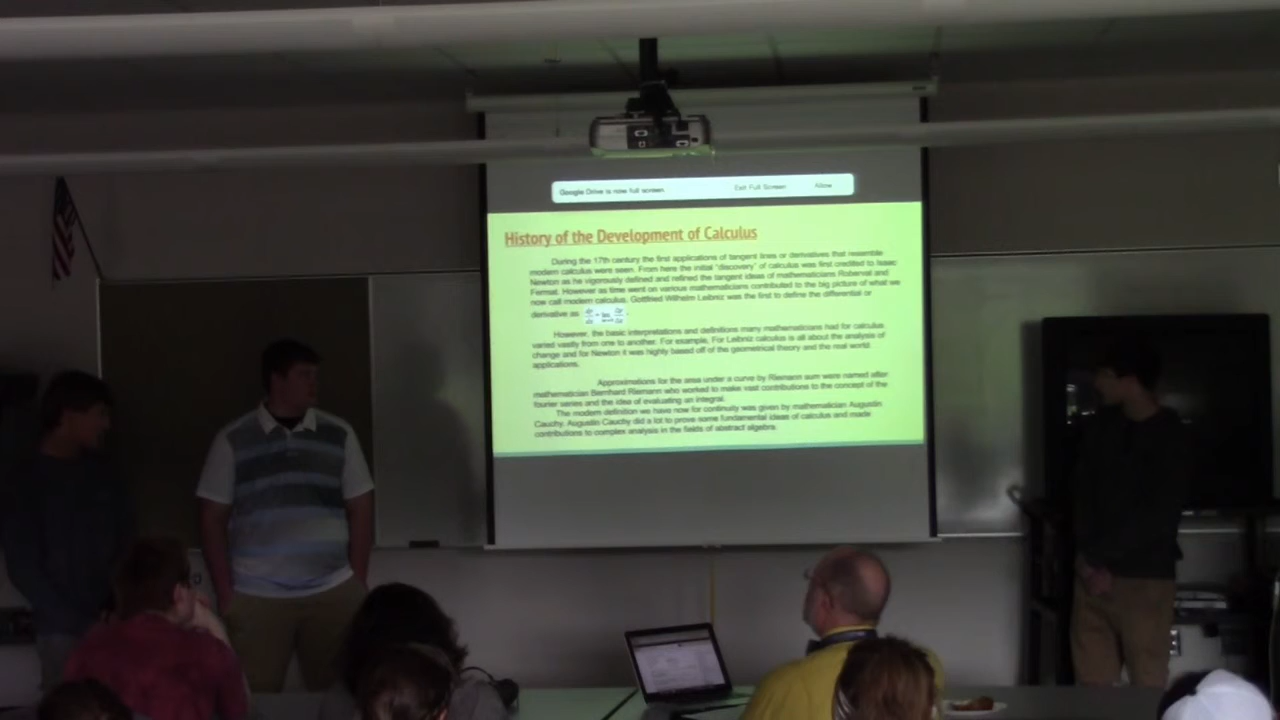 Google Drive is now full screen. Exit Full Screen Allow
History of the Development of Calculus
During the 17th century the first applications of tangent lines or derivatives that resemble
modern calculus were seen. From here the initial "discovery" of calculus was first credited to Isaac
Newton as he vigorously defined and refined the tangent ideas of mathematicians Roberval and
Fermat. However as time went on various mathematicians contributed to the big picture of what we
now call modern calculus. Gottfried Wilhelm Leibniz was the first to define the differential or
derivative as
However, the basic interpretations and definitions many mathematicians had for calculus
varied vastly from one to another. For example, For Leibniz calculus is all about the analysis of
change and for Newton it was highly based off of the geometrical theory and the real world
applications.
Approximations for the area under a curve by Riemann sum were named after
mathematician Bernhard Riemann who worked to make vast contributions to the concept of the
fourier series and the idea of evaluating an integral.
The modern definition we have now for continuity was given by mathematician Augustin
Cauchy. Augustin Cauchy did a lot to prove some fundamental ideas of calculus and made
contributions to complex analysis in the fields of abstract algebra.